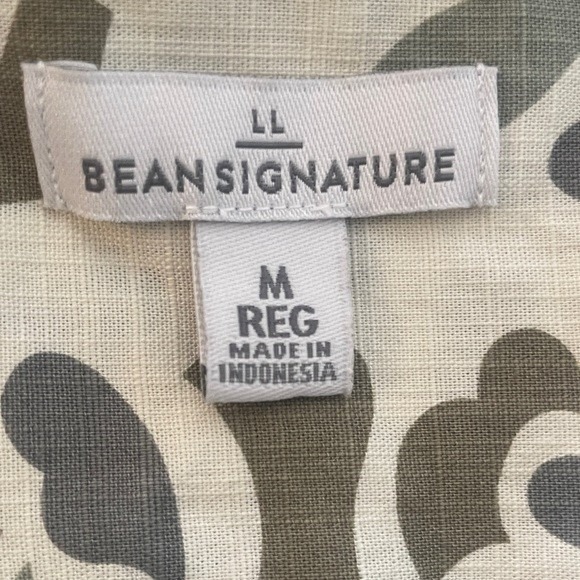 LL
BEAN SIGNATURE
M
REG
MADE IN
INDONESIA